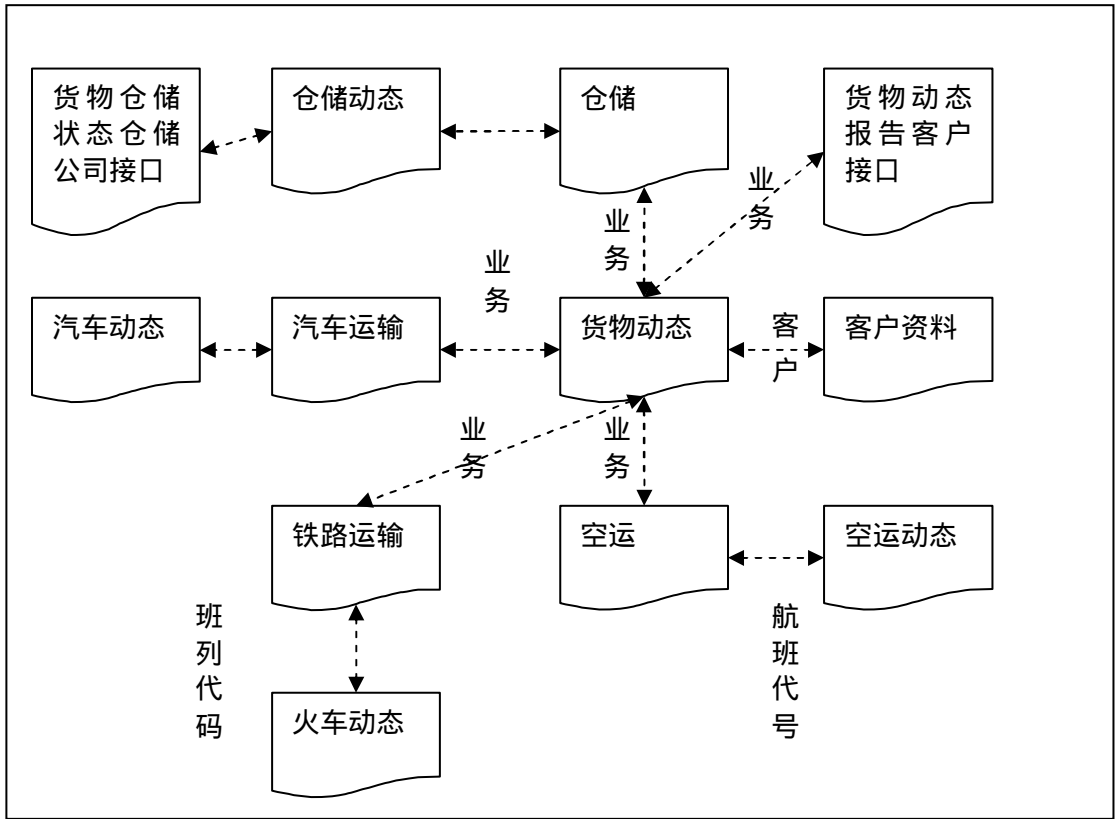 货物仓储
状态仓储
公司接口
仓储动态
仓储
货物动态
报告客户
接口
业
务
业
务
业
务
汽车动态
汽车运输
货物动态
客
户
客户资料
业
务
业
务
铁路运输
空运
空运动态
班
列
代
码
航
班
代
号
火车动态